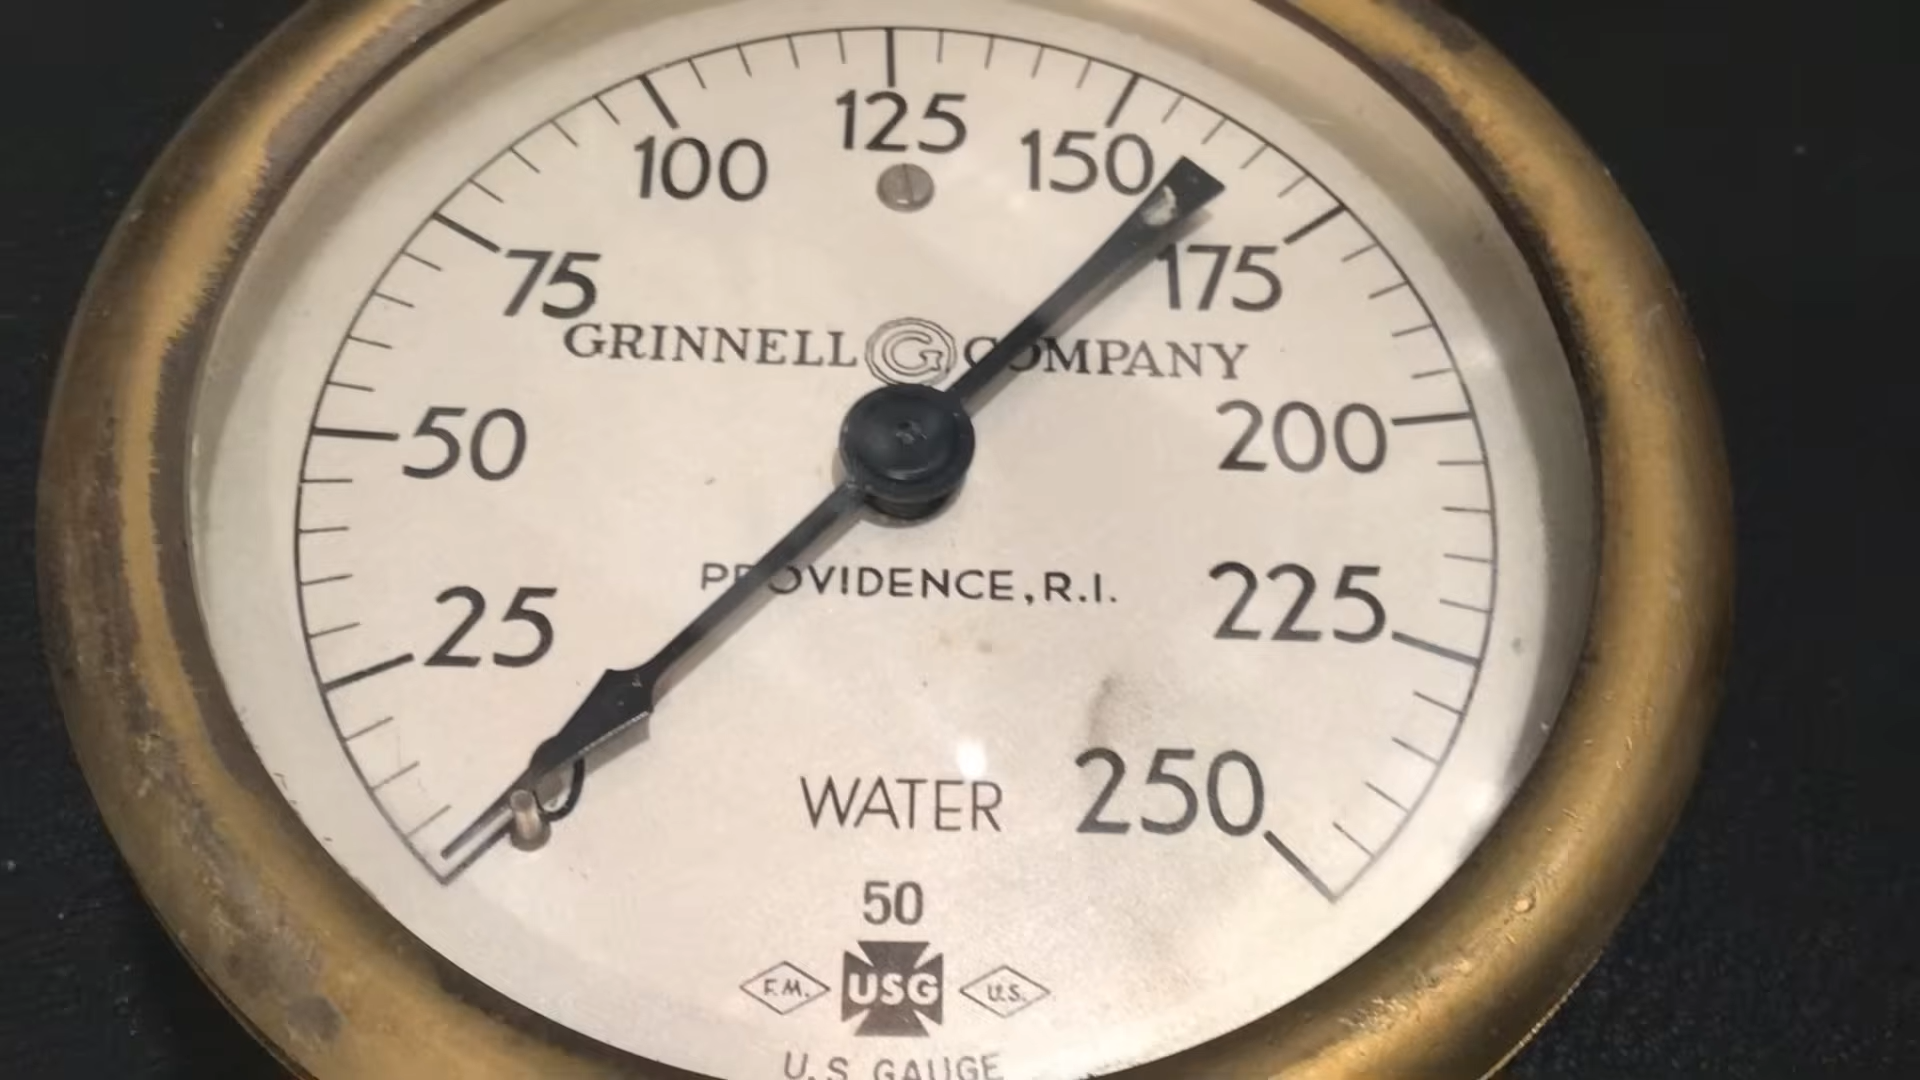 125
100 150
75 175
GRINNELL G COMPANY
50 200
PROVIDENCE, R.I.
25 225
WATER 250
50
F.M. USG U.S.
U.S. GAUGE